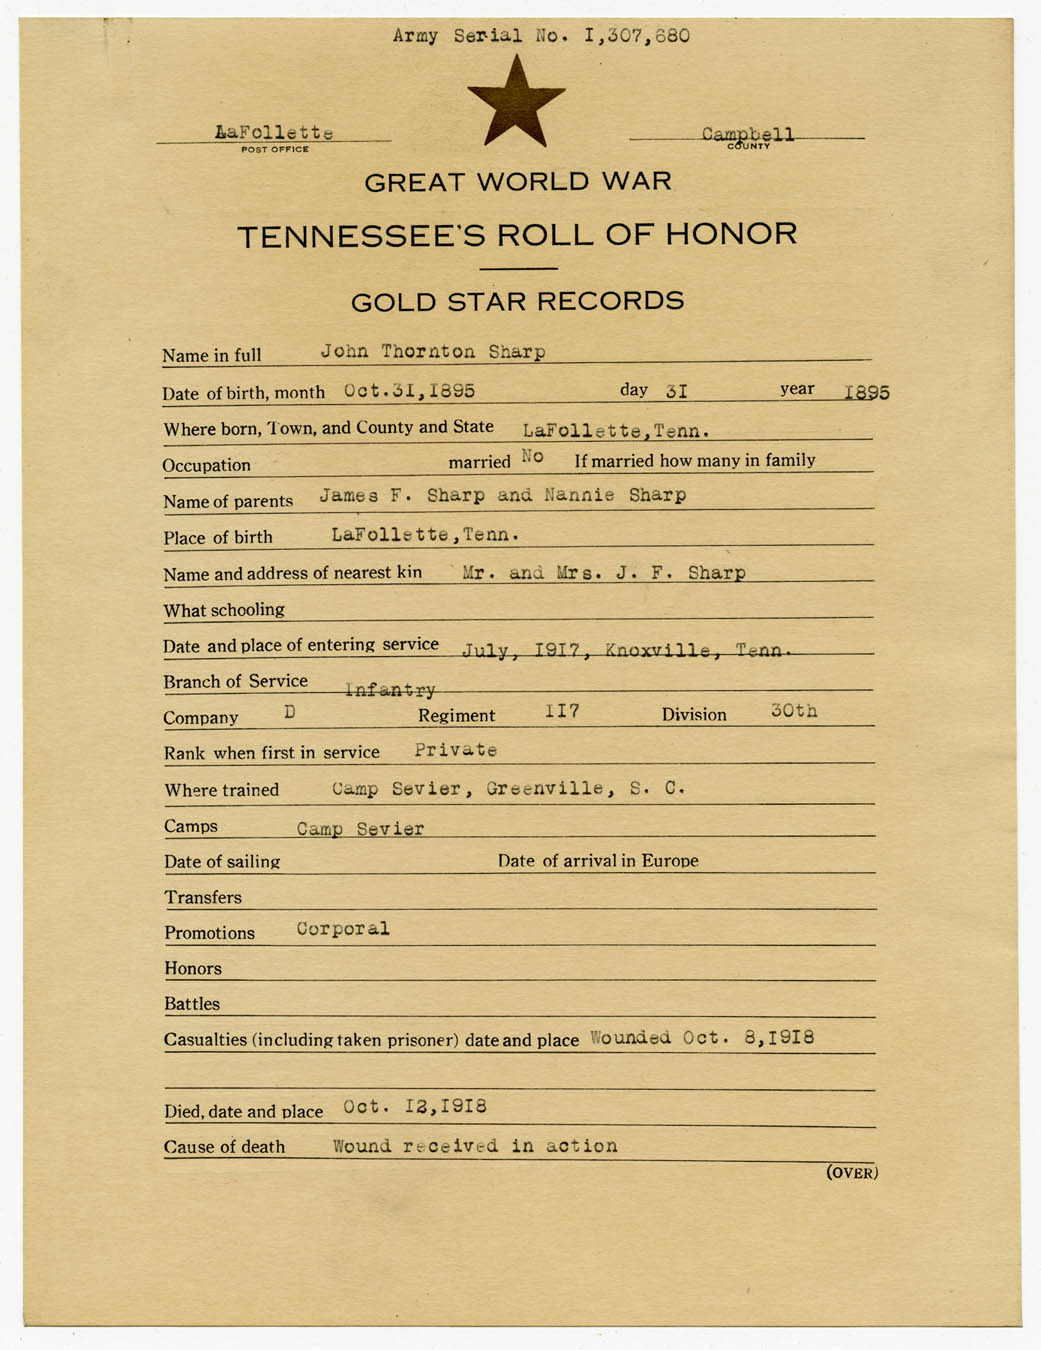 Army Serial No. I,307,680
LaFollette
POST OFFICE
Campbell
COUNTY
GREAT WORLD WAR
TENNESSEE'S ROLL OF HONOR
GOLD STAR RECORDS
Name in full John Thornton Sharp
Date of birth, month Oct.3I,I895 day 3I year I895
Where born, Town, and County and State LaFollette,Tenn.
Occupation married No If married how many in family
Name of parents James F. Sharp and Nannie Sharp
Place of birth LaFollette,Tenn.
Name and address of nearest kin Mr. and Mrs. J. F. Sharp
What schooling
Date and place of entering service July, I9I7, Knoxville, Tenn.
Branch of Service Infantry
Company D Regiment II7 Division 30th
Rank when first in service Private
Where trained Camp Sevier, Greenville, S. C.
Camps Camp Sevier
Date of sailing Date of arrival in Europe
Transfers
Promotions Corporal
Honors
Battles
Casualties (including taken prisoner) date and place Wounded Oct. 8,I9I8
Died, date and place Oct. I2,I9I8
Cause of death Wound received in action
(OVER)